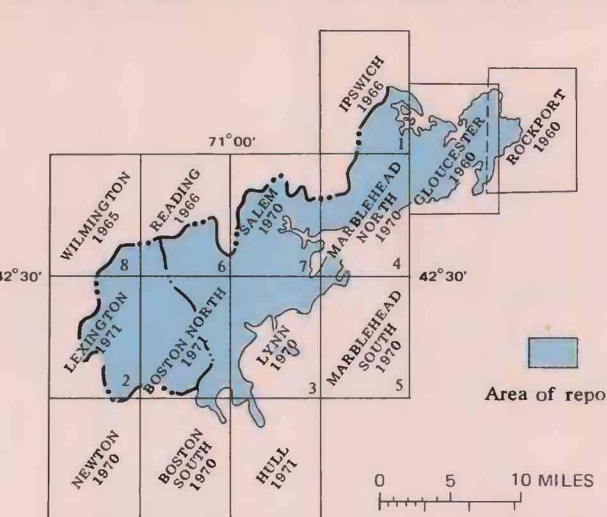 IPSWICH
1966
71°00'
1
GLOUCESTER
1960
ROCKPORT
1960
WILMINGTON
1965
READING
1966
SALEM
1970
MARBLEHEAD
NORTH
1970
42°30'
8
6
7
4
42°30'
LEXINGTON
1971
BOSTON NORTH
1971
LYNN
1970
MARBLEHEAD
SOUTH
1970
2
3
5
Area of repo
NEWTON
1970
BOSTON
SOUTH
1970
HULL
1971
0 5 10 MILES